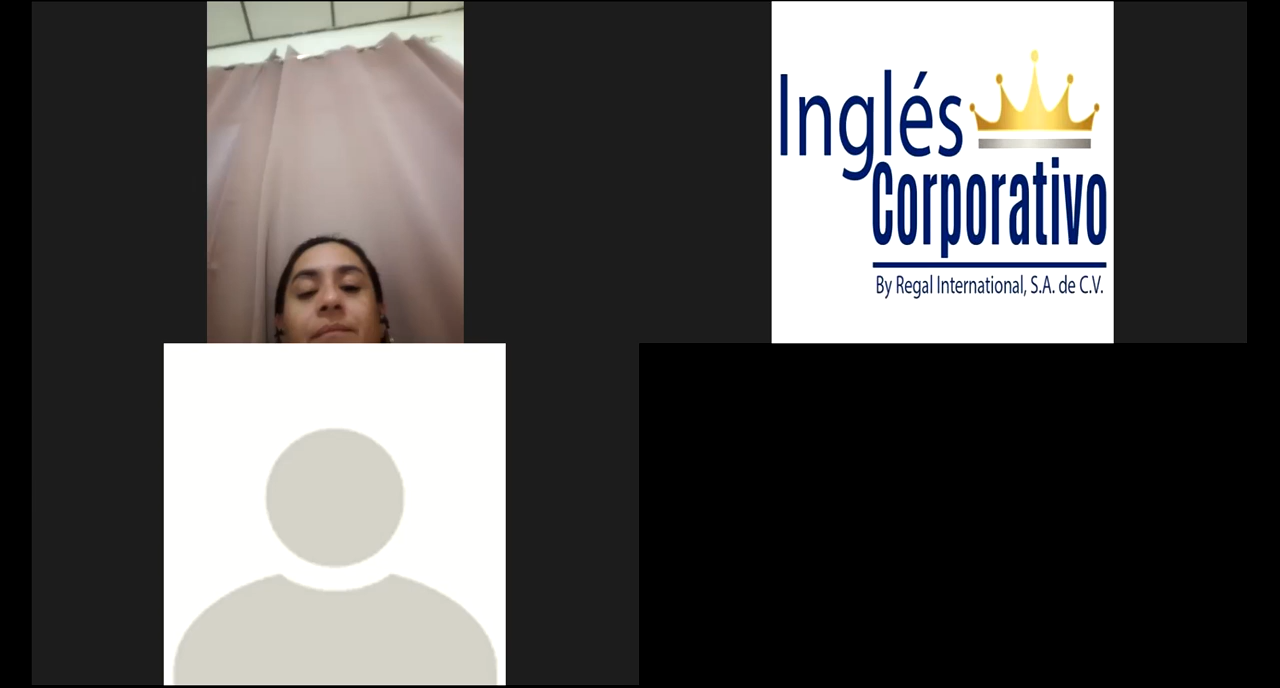 Inglés
Corporativo
By Regal International, S.A. de C.V.